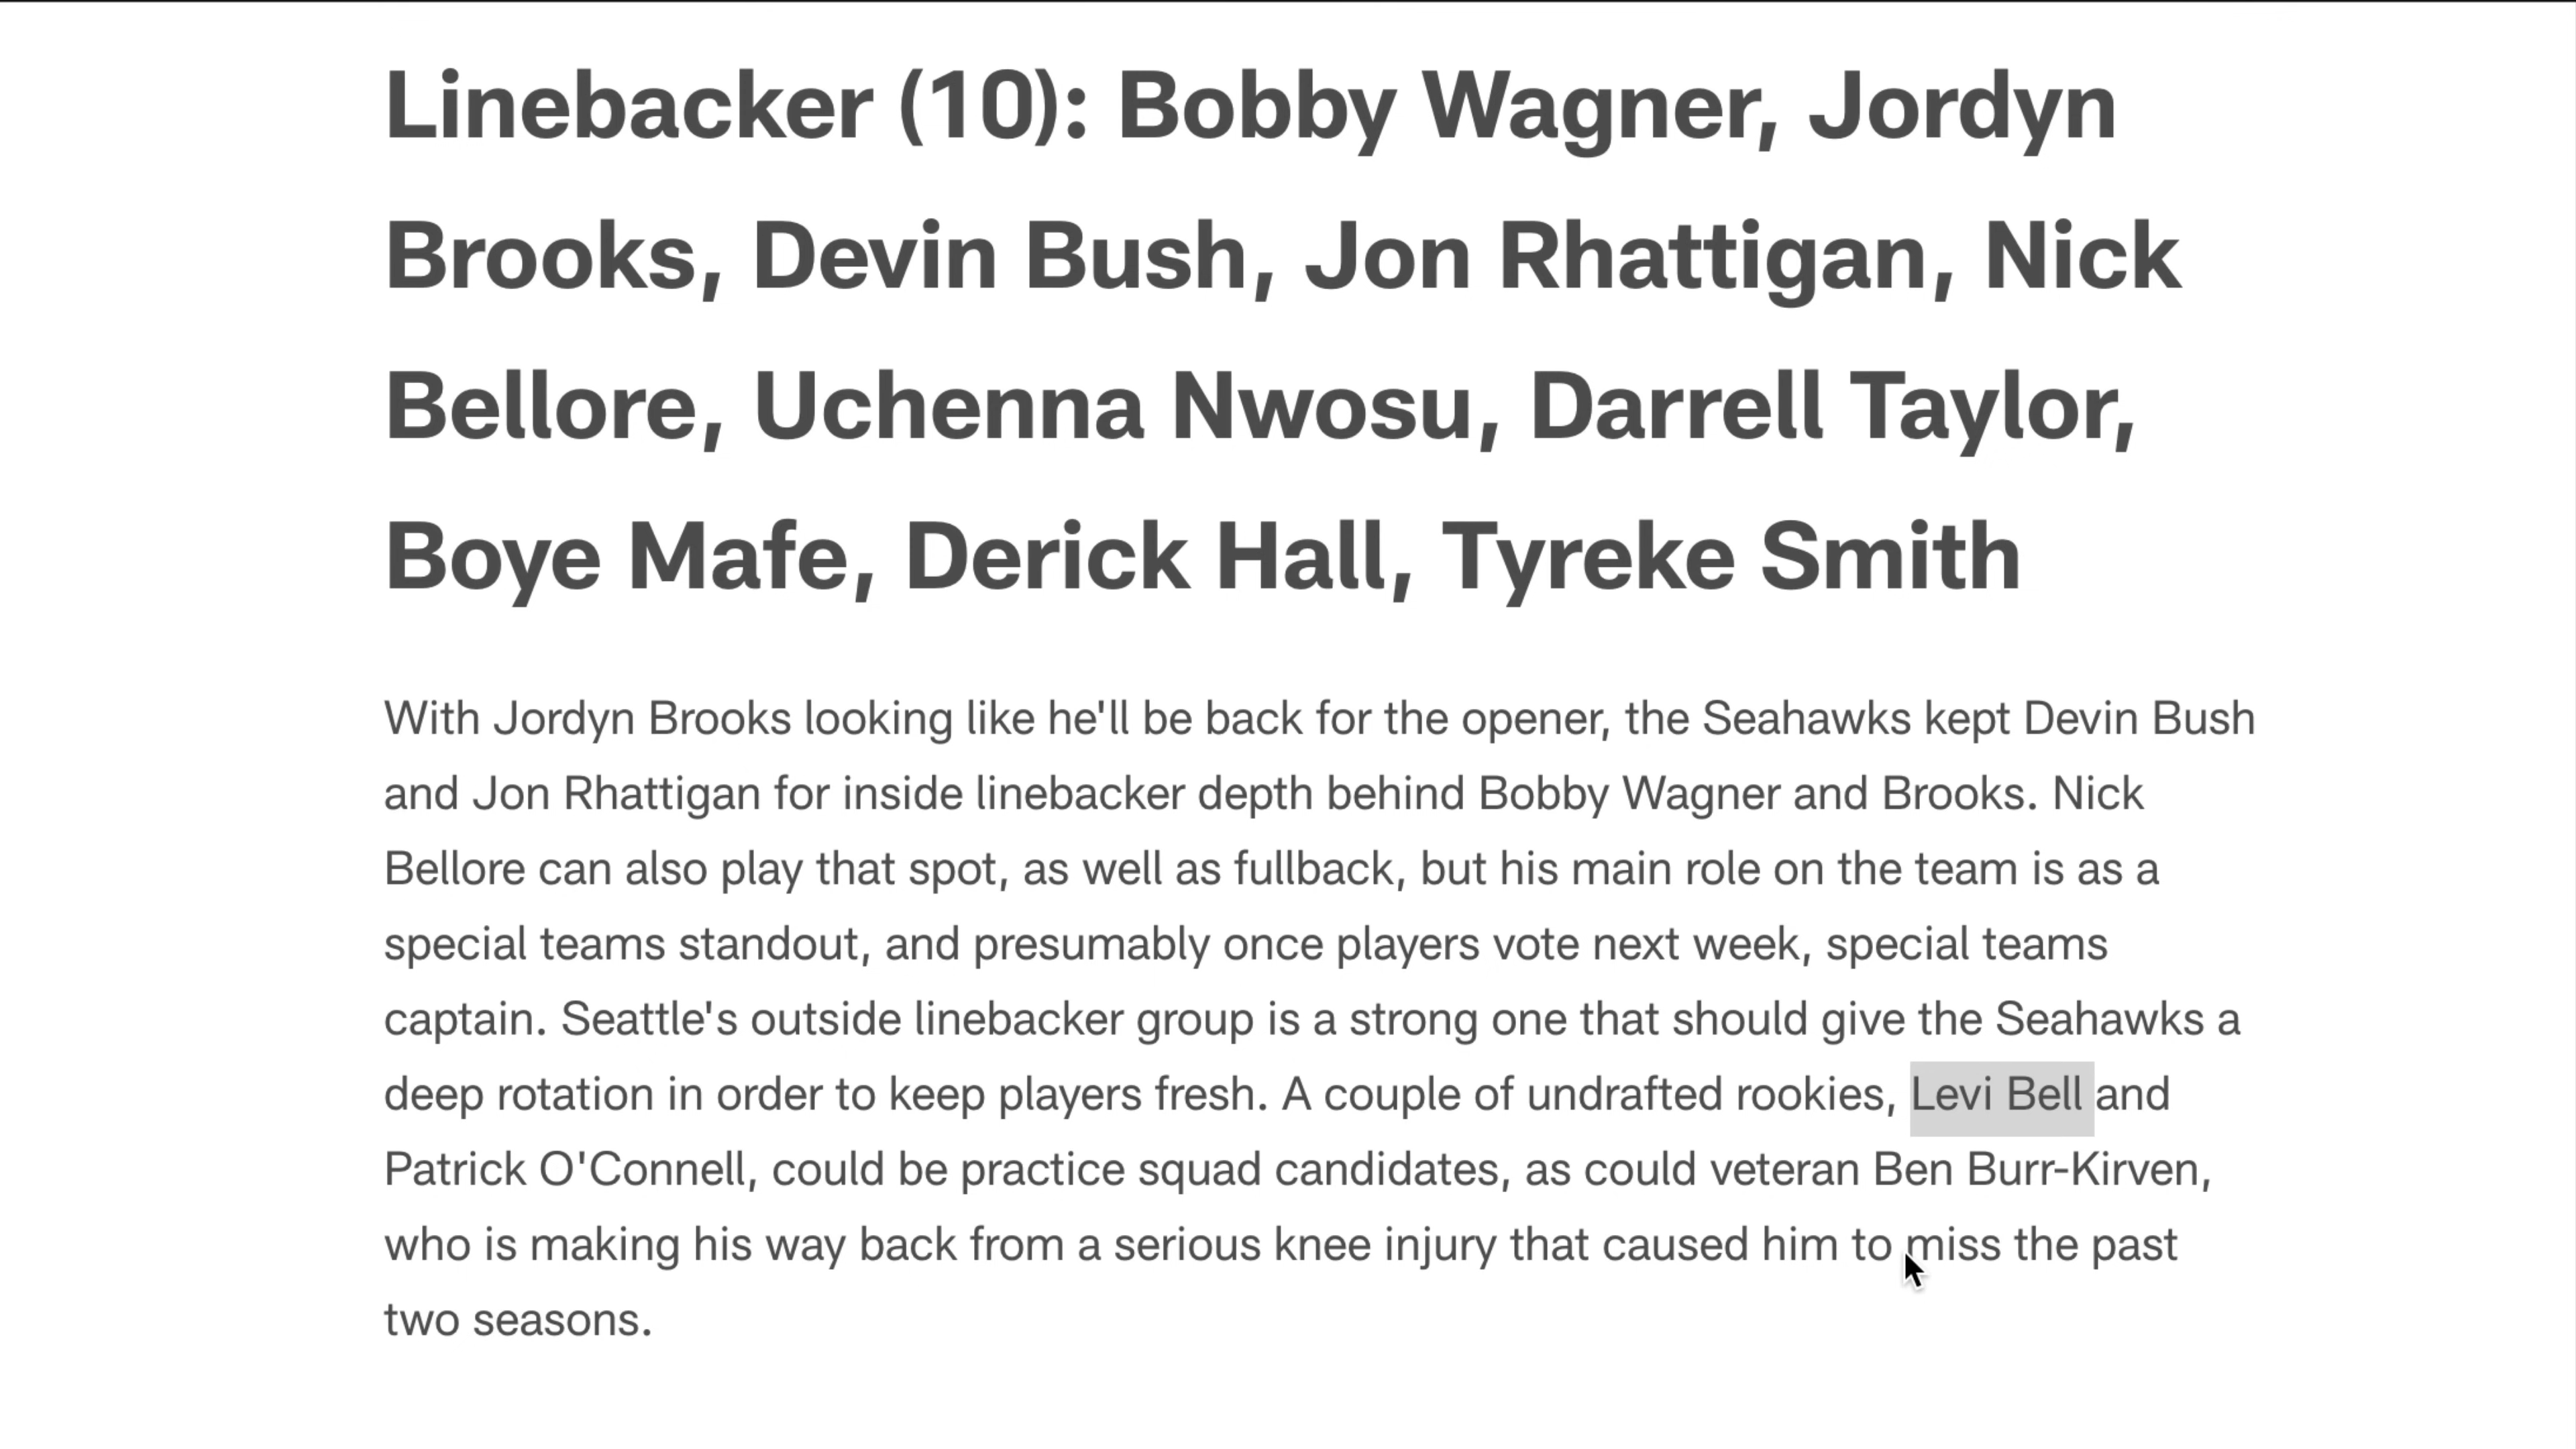 Linebacker (10): Bobby Wagner, Jordyn
Brooks, Devin Bush, Jon Rhattigan, Nick
Bellore, Uchenna Nwosu, Darrell Taylor,
Boye Mafe, Derick Hall, Tyreke Smith
With Jordyn Brooks looking like he'll be back for the opener, the Seahawks kept Devin Bush
and Jon Rhattigan for inside linebacker depth behind Bobby Wagner and Brooks. Nick
Bellore can also play that spot, as well as fullback, but his main role on the team is as a
special teams standout, and presumably once players vote next week, special teams
captain. Seattle's outside linebacker group is a strong one that should give the Seahawks a
deep rotation in order to keep players fresh. A couple of undrafted rookies, Levi Bell and
Patrick O'Connell, could be practice squad candidates, as could veteran Ben Burr-Kirven,
who is making his way back from a serious knee injury that caused him to miss the past
two seasons.